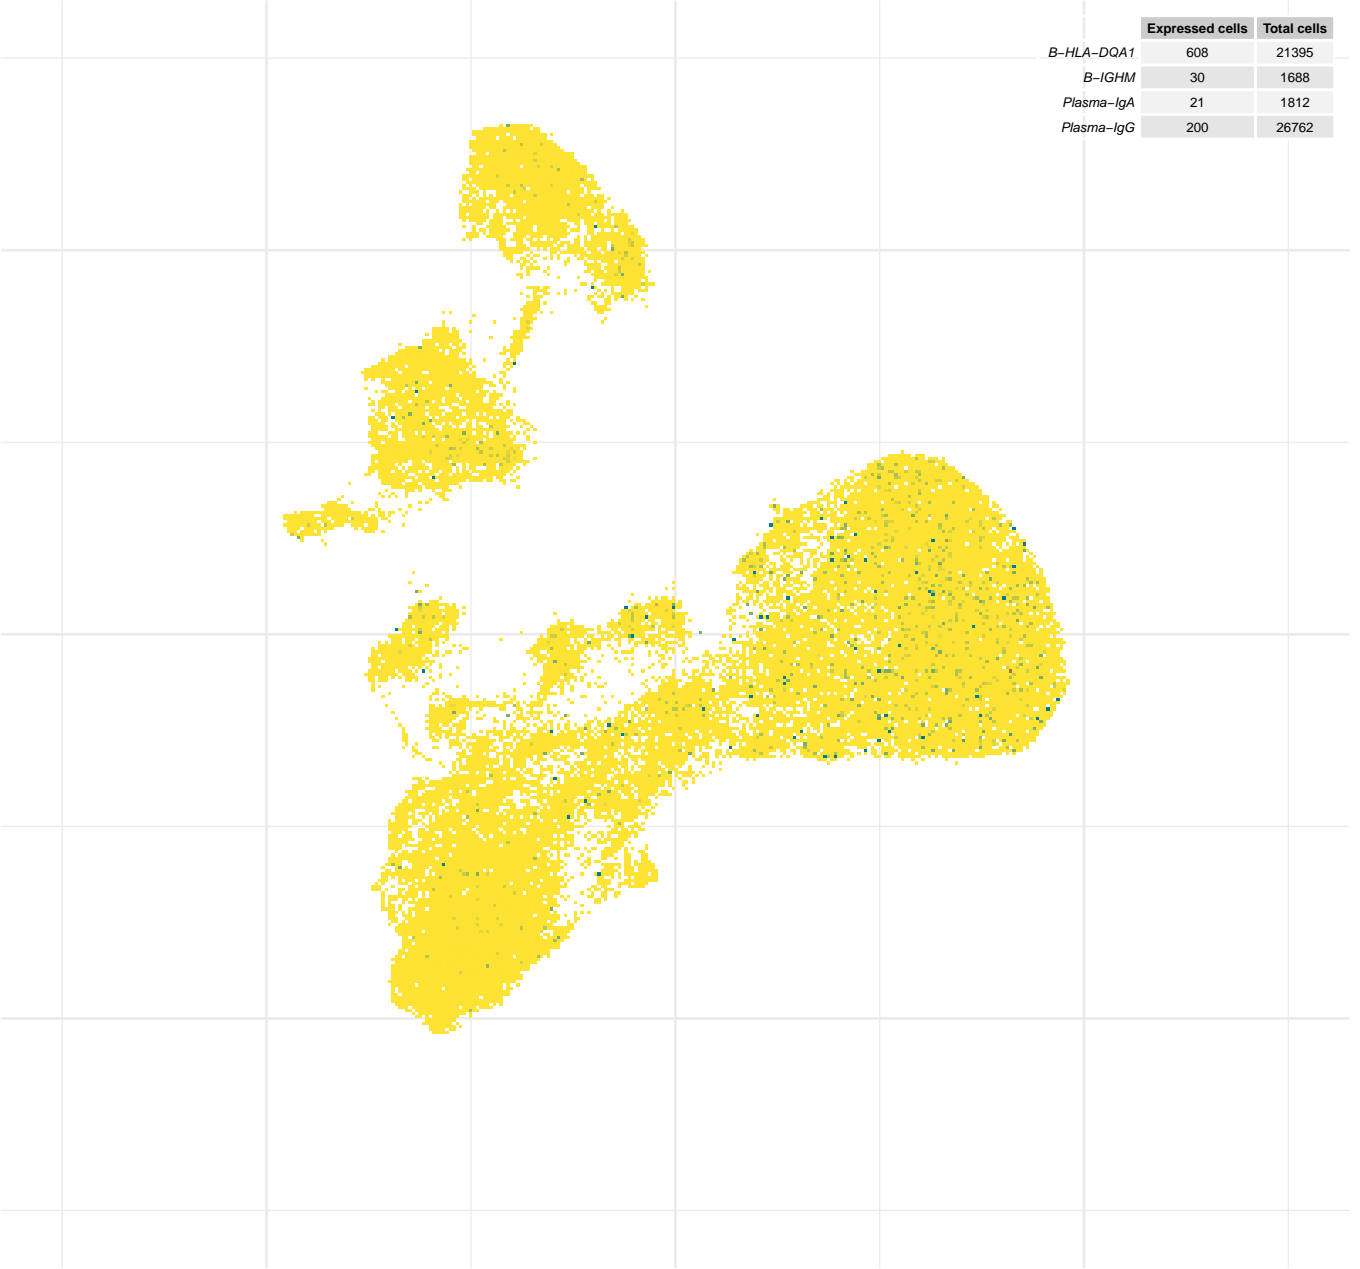 Expressed cells Total cells
B−HLA−DQA1 608 21395
B−IGHM 30 1688
Plasma−IgA 21 1812
Plasma−IgG 200 26762